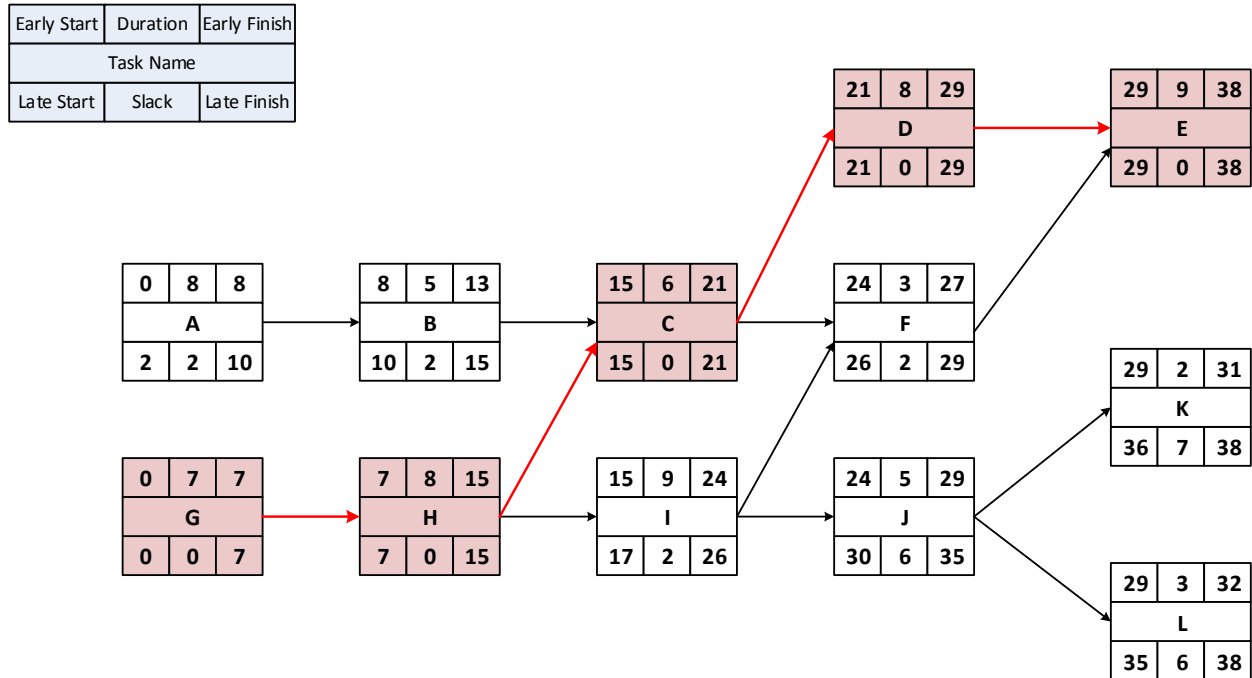 Early Start Duration Early Finish
Task Name
Late Start Slack Late Finish
21 8 29
D
21 0 29
29 9 38
E
29 0 38
0 8 8
A
2 2 10
8 5 13
B
10 2 15
15 6 21
C
15 0 21
24 3 27
F
26 2 29
29 2 31
K
36 7 38
0 7 7
G
0 0 7
7 8 15
H
7 0 15
15 9 24
I
17 2 26
24 5 29
J
30 6 35
29 3 32
L
35 6 38